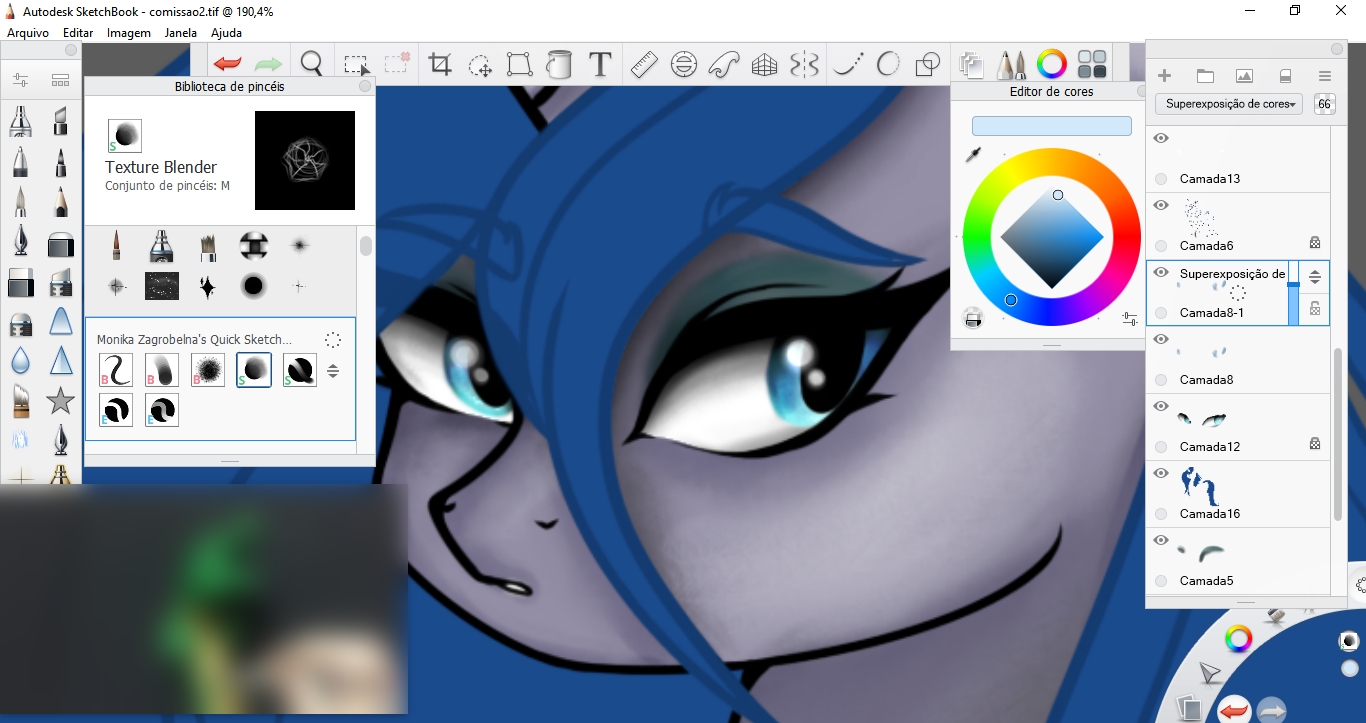 Autodesk SketchBook - comissao2.tif @ 190,4%
Arquivo Editar Imagem Janela Ajuda
T
Biblioteca de pincéis
Texture Blender
Conjunto de pincéis: M
S
Monika Zagrobelna's Quick Sketch...
B B B S S
E E
Editor de cores
Superexposição de cores 66
Camada13
Camada6
Superexposição de
Camada8-1
Camada8
Camada12
Camada16
Camada5